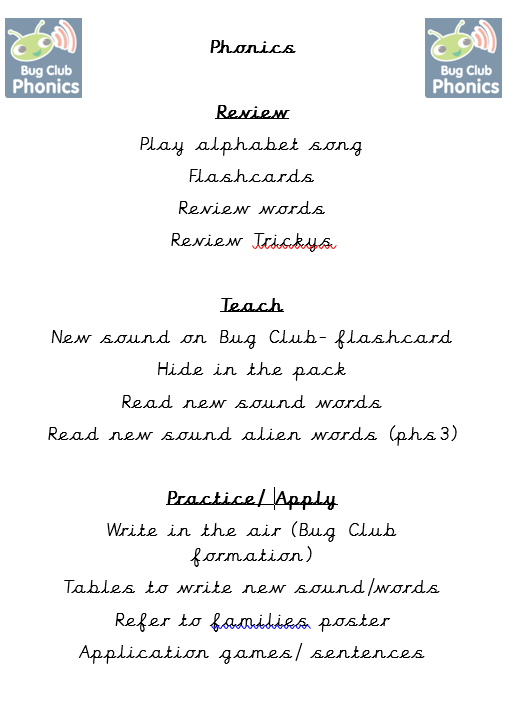 Bug Club
Phonics
Phonics
Bug Club
Phonics
Review
Play alphabet song
Flashcards
Review words
Review Trickys
Teach
New sound on Bug Club- flashcard
Hide in the pack
Read new sound words
Read new sound alien words (phs3)
Practice/ Apply
Write in the air (Bug Club
formation)
Tables to write new sound/words
Refer to families poster
Application games/ sentences